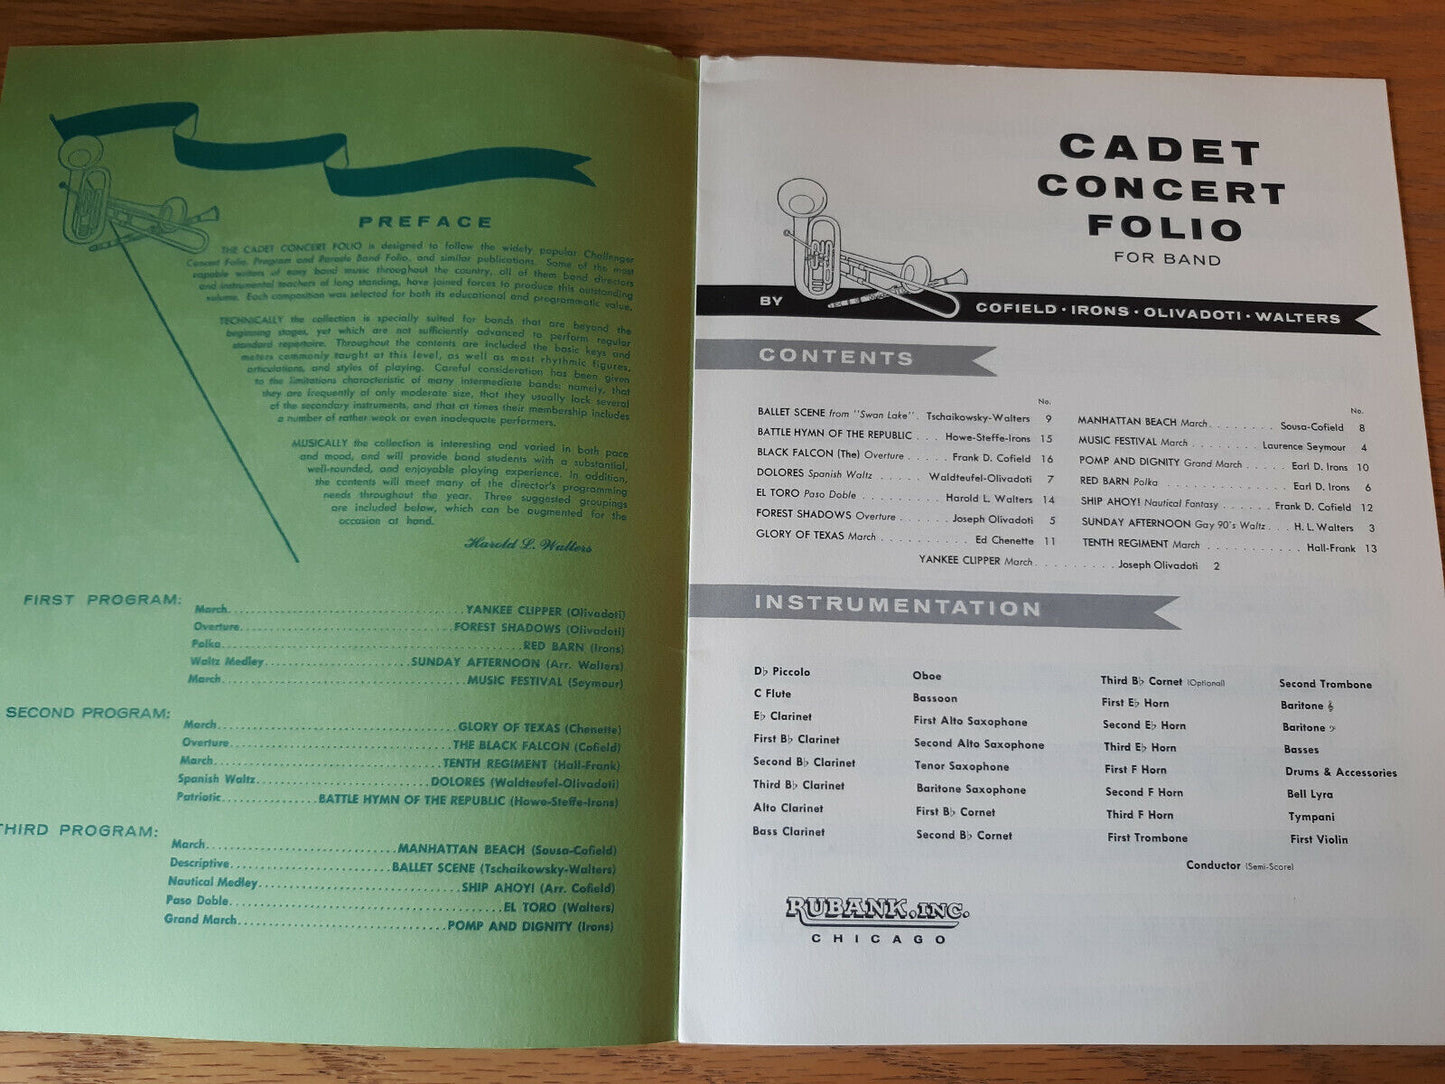 PREFACE
THE CADET CONCERT FOLIO is designed to follow the widely popular Challenger
Concert Folio, Program and Parade Band Folio, and similar publications. Some of the most
capable writers of easy band music throughout the country, all of them band directors
and instrumental teachers of long standing, have joined forces to produce this outstanding
volume. Each composition was selected for both its educational and programmatic value.
TECHNICALLY the collection is specially suited for bands that are beyond the
beginning stages, yet which are not sufficiently advanced to perform regular
standard repertoire. Throughout the contents are included the basic keys and
meters commonly taught at this level, as well as most rhythmic figures,
articulations, and styles of playing. Careful consideration has been given
to the limitations characteristic of many intermediate bands; namely, that
they are frequently of only moderate size, that they usually lack several
of the secondary instruments, and that at times their membership includes
a number of rather weak or even inadequate performers.
MUSICALLY the collection is interesting and varied in both pace
and mood, and will provide band students with a substantial,
well-rounded, and enjoyable playing experience. In addition,
the contents will meet many of the director's programming
needs throughout the year. Three suggested groupings
are included below, which can be augmented for the
occasion at hand.
Harold L. Walters
FIRST PROGRAM:
March YANKEE CLIPPER (Olivadoti)
Overture FOREST SHADOWS (Olivadoti)
Polka RED BARN (Irons)
Waltz Medley SUNDAY AFTERNOON (Arr. Walters)
March MUSIC FESTIVAL (Seymour)
SECOND PROGRAM:
March GLORY OF TEXAS (Chenette)
Overture THE BLACK FALCON (Cofield)
March TENTH REGIMENT (Hall-Frank)
Spanish Waltz DOLORES (Waldteufel-Olivadoti)
Patriotic BATTLE HYMN OF THE REPUBLIC (Howe-Steffe-Irons)
THIRD PROGRAM:
March MANHATTAN BEACH (Sousa-Cofield)
Descriptive BALLET SCENE (Tschaikowsky-Walters)
Nautical Medley SHIP AHOY! (Arr. Cofield)
Paso Doble EL TORO (Walters)
Grand March POMP AND DIGNITY (Irons)
CADET
CONCERT
FOLIO
FOR BAND
BY COFIELD · IRONS · OLIVADOTI · WALTERS
CONTENTS
No.
BALLET SCENE from "Swan Lake" Tschaikowsky-Walters 9
BATTLE HYMN OF THE REPUBLIC Howe-Steffe-Irons 15
BLACK FALCON (The) Overture Frank D. Cofield 16
DOLORES Spanish Waltz Waldteufel-Olivadoti 7
EL TORO Paso Doble Harold L. Walters 14
FOREST SHADOWS Overture Joseph Olivadoti 5
GLORY OF TEXAS March Ed Chenette 11
No.
MANHATTAN BEACH March Sousa-Cofield 8
MUSIC FESTIVAL March Laurence Seymour 4
POMP AND DIGNITY Grand March Earl D. Irons 10
RED BARN Polka Earl D. Irons 6
SHIP AHOY! Nautical Fantasy Frank D. Cofield 12
SUNDAY AFTERNOON Gay 90's Waltz H. L. Walters 3
TENTH REGIMENT March Hall-Frank 13
YANKEE CLIPPER March Joseph Olivadoti 2
INSTRUMENTATION
D♭ Piccolo
C Flute
E♭ Clarinet
First B♭ Clarinet
Second B♭ Clarinet
Third B♭ Clarinet
Alto Clarinet
Bass Clarinet
Oboe
Bassoon
First Alto Saxophone
Second Alto Saxophone
Tenor Saxophone
Baritone Saxophone
First B♭ Cornet
Second B♭ Cornet
Third B♭ Cornet (Optional)
First E♭ Horn
Second E♭ Horn
Third E♭ Horn
First F Horn
Second F Horn
Third F Horn
First Trombone
Second Trombone
Baritone 𝄞
Baritone 𝄢
Basses
Drums & Accessories
Bell Lyra
Tympani
First Violin
Conductor (Semi-Score)
RUBANK, INC.
CHICAGO